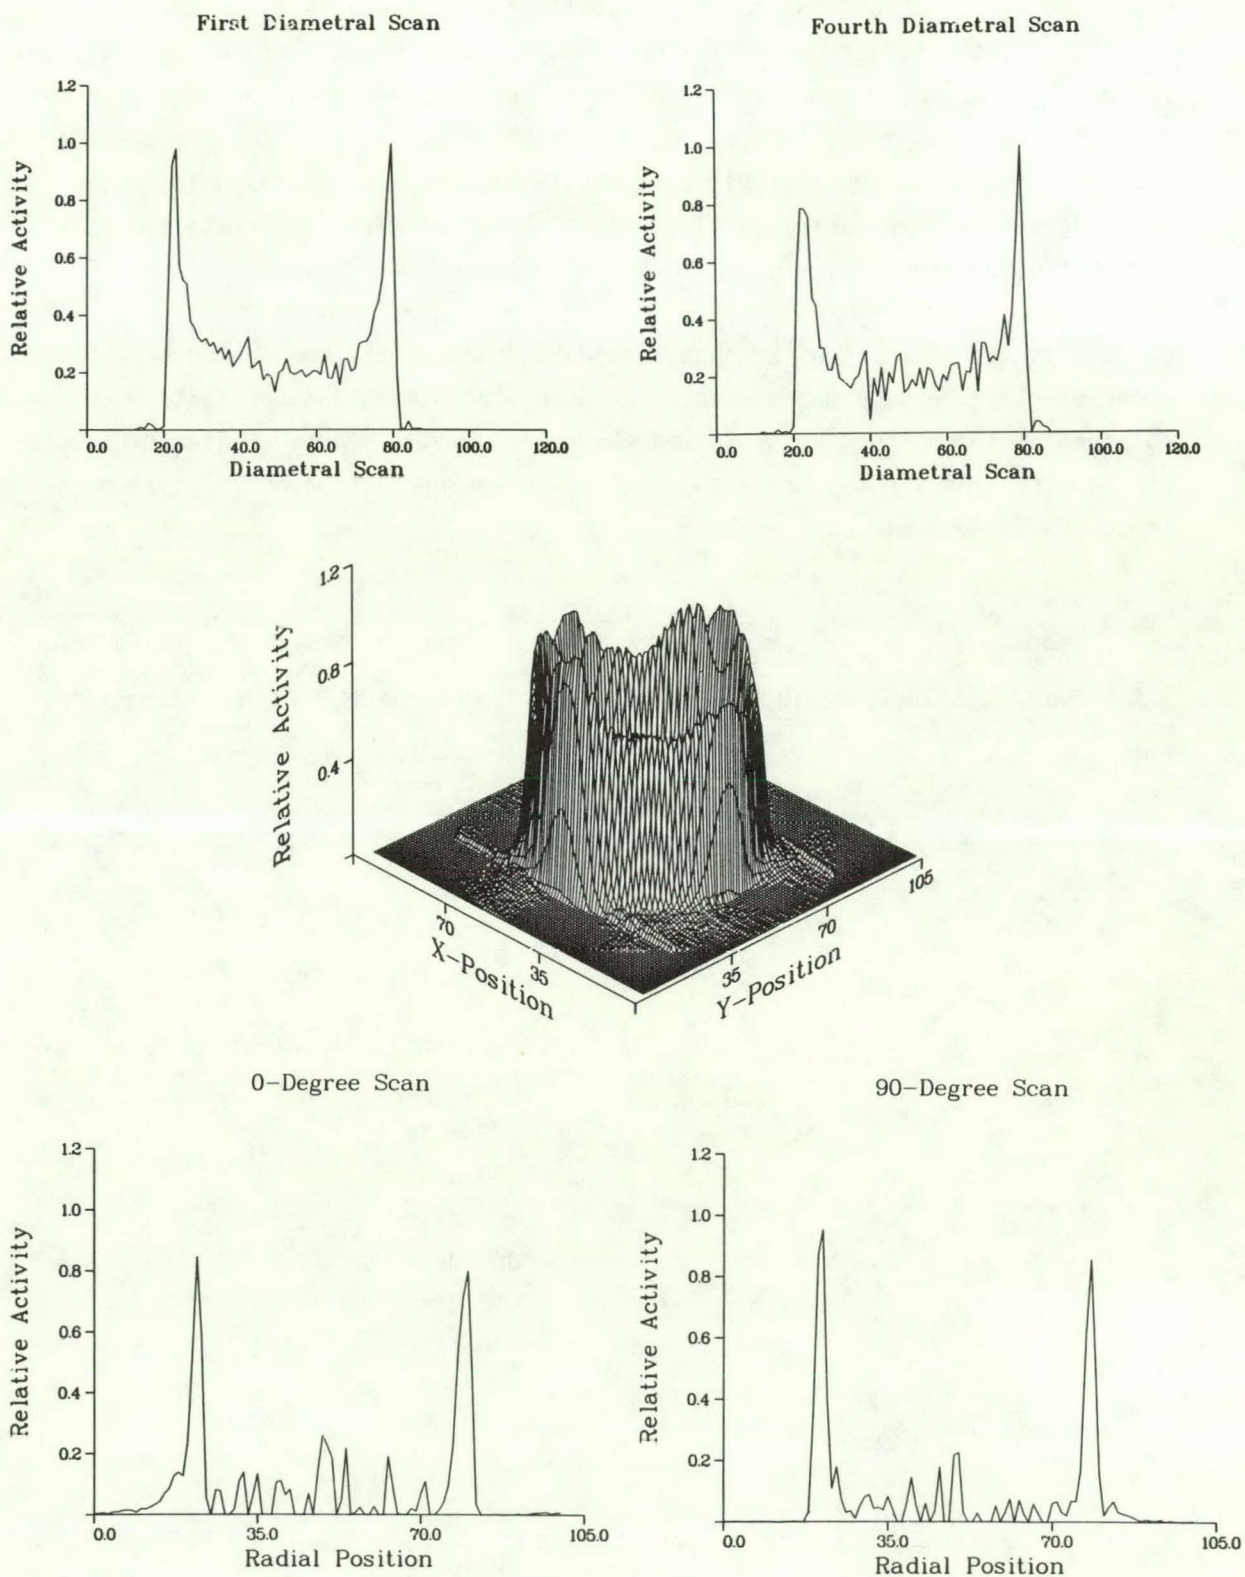 First Diametral Scan
1.2
1.0
0.8
0.6
0.4
0.2
Relative Activity
0.0 20.0 40.0 60.0 80.0 100.0 120.0
Diametral Scan
Fourth Diametral Scan
1.2
1.0
0.8
0.6
0.4
0.2
Relative Activity
0.0 20.0 40.0 60.0 80.0 100.0 120.0
Diametral Scan
1.2
0.8
0.4
Relative Activity
70
35
X-Position
35
70
105
Y-Position
0-Degree Scan
1.2
1.0
0.8
0.6
0.4
0.2
Relative Activity
0.0 35.0 70.0 105.0
Radial Position
90-Degree Scan
1.2
1.0
0.8
0.6
0.4
0.2
Relative Activity
0.0 35.0 70.0 105.0
Radial Position